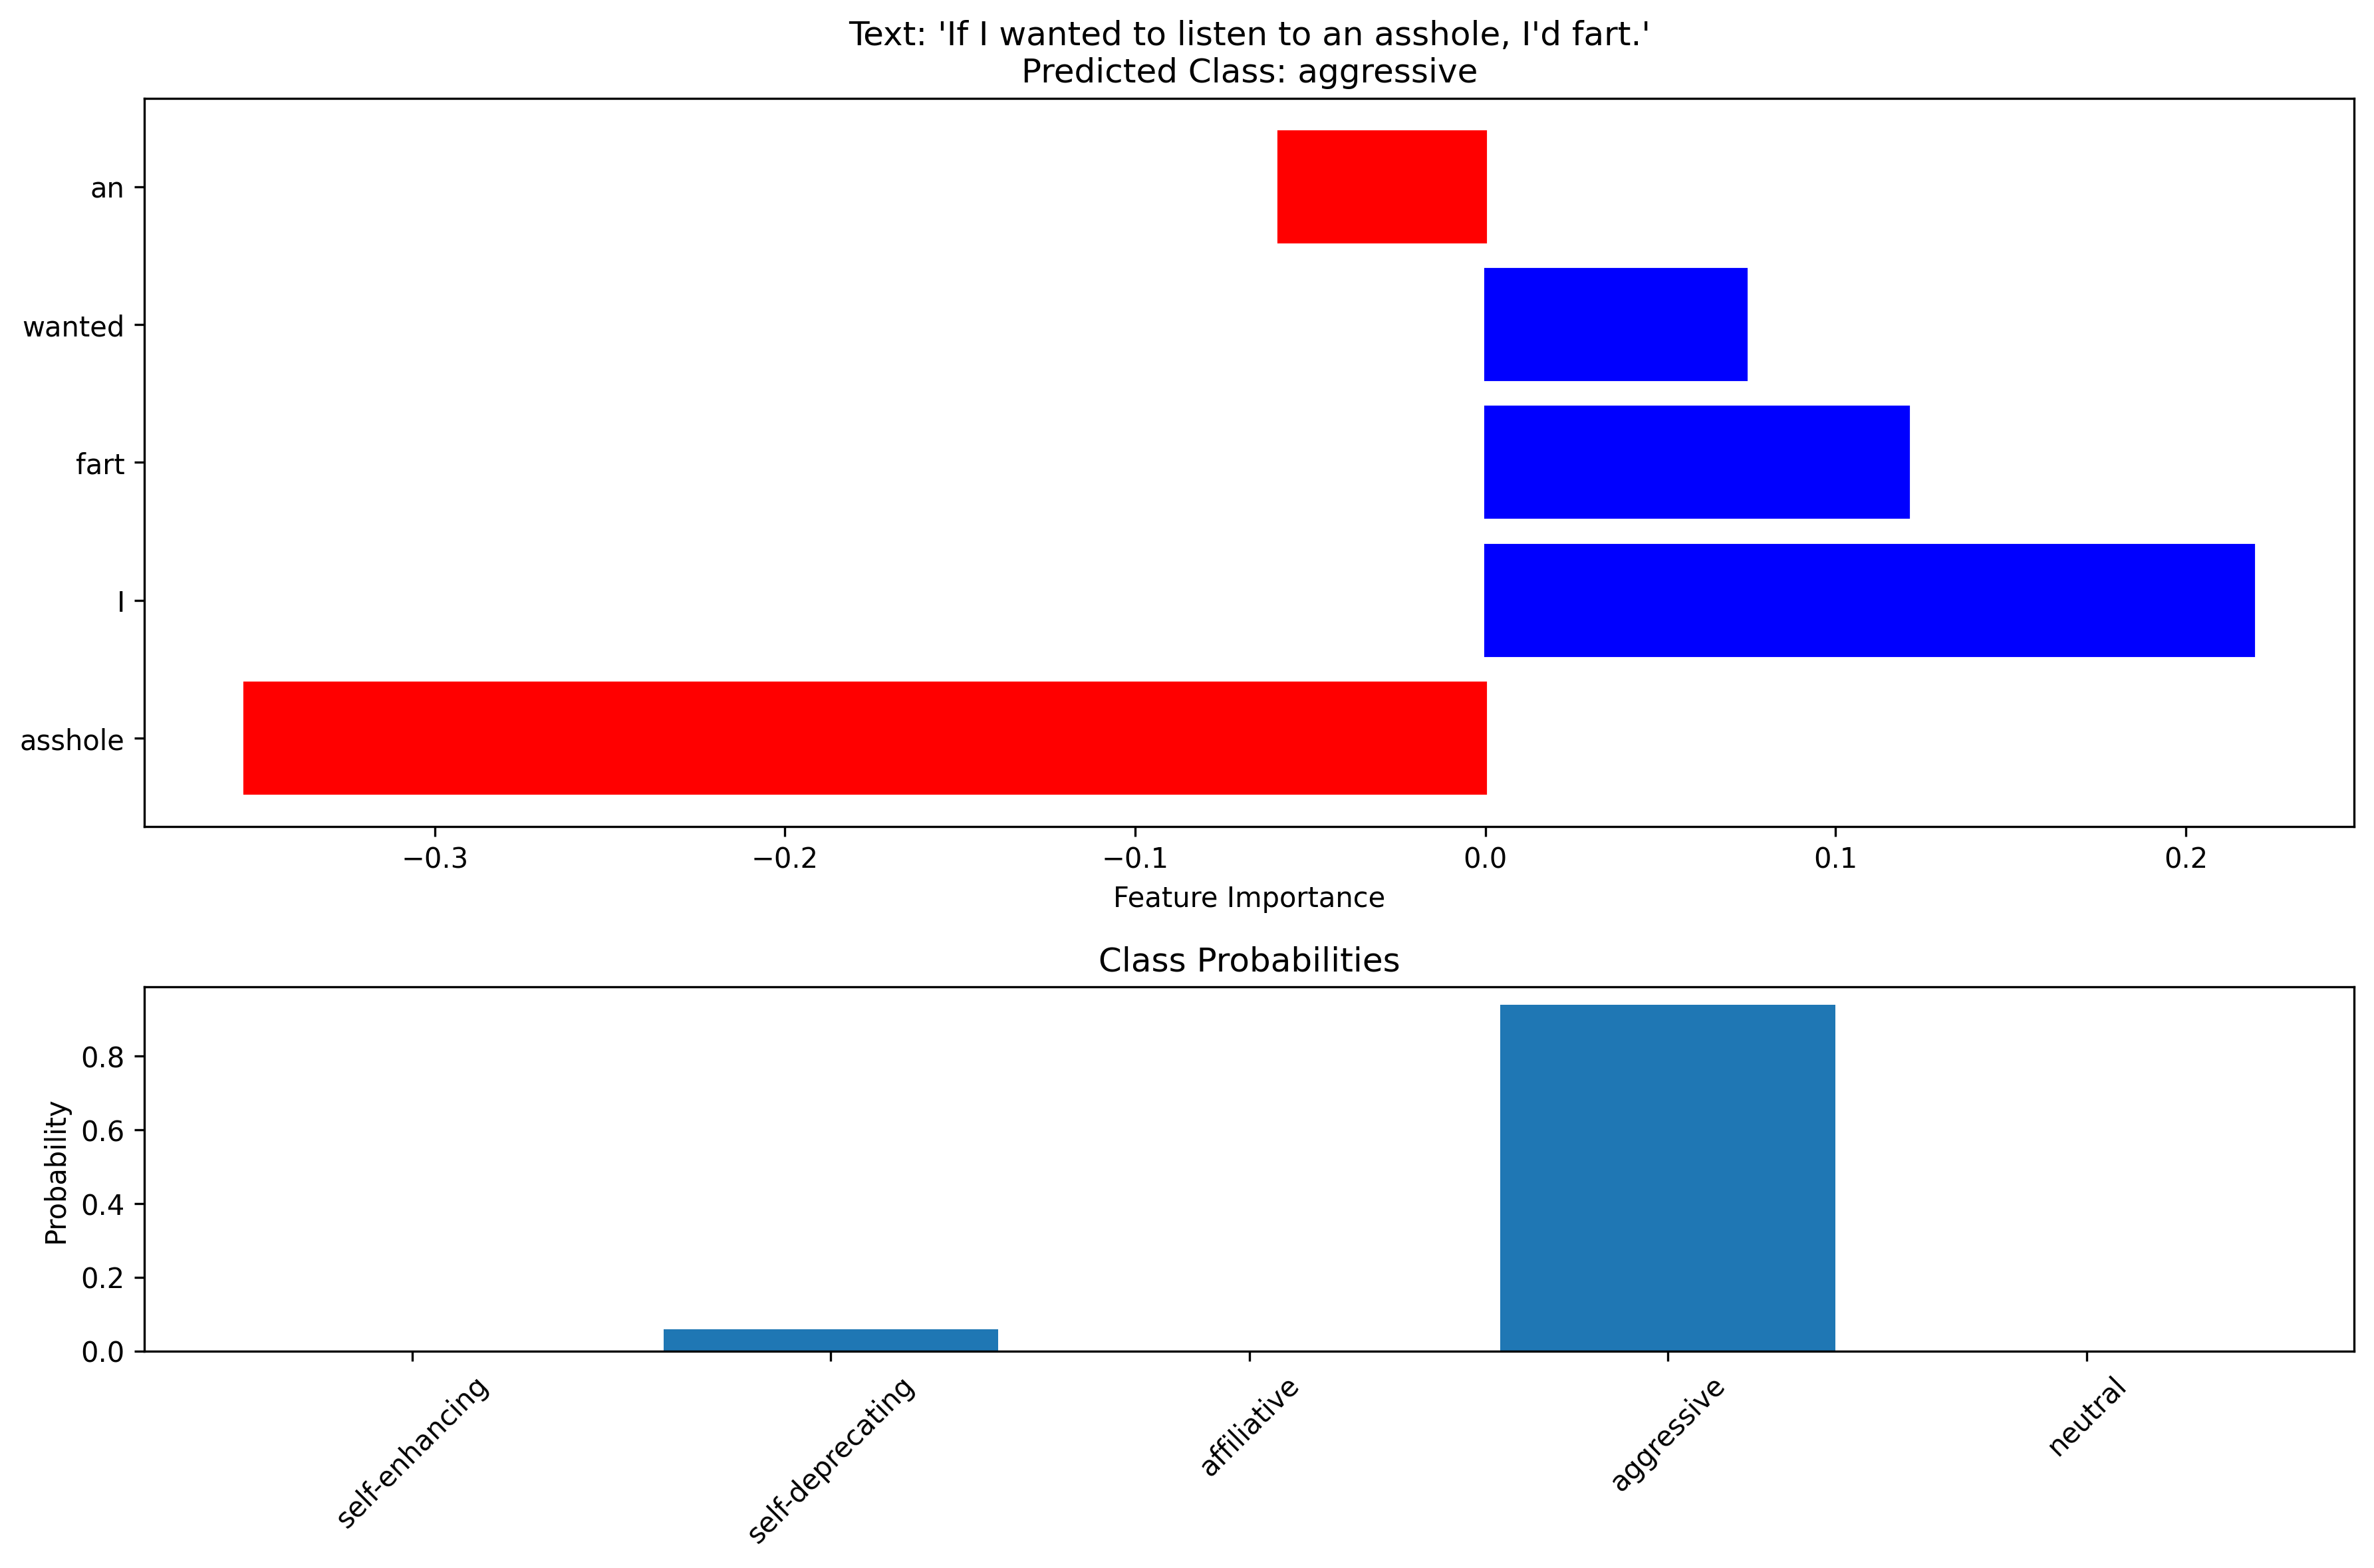 Text: 'If I wanted to listen to an asshole, I'd fart.'
Predicted Class: aggressive
an
wanted
fart
I
asshole
−0.3
−0.2
−0.1
0.0
0.1
0.2
Feature Importance
Class Probabilities
Probability
0.8
0.6
0.4
0.2
0.0
self-enhancing
self-deprecating
affiliative
aggressive
neutral